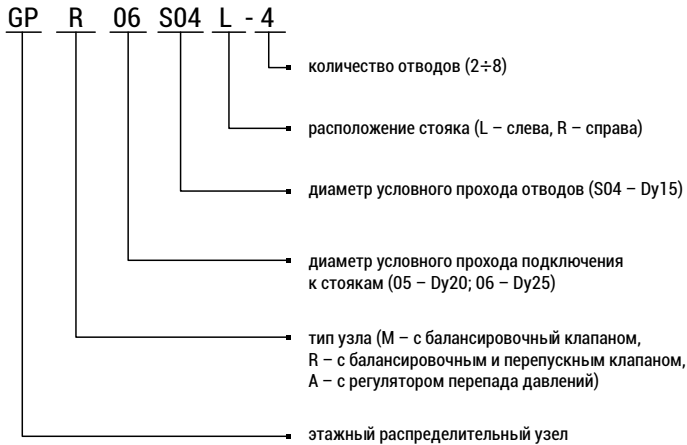 GP R 06 S04 L - 4
количество отводов (2÷8)
расположение стояка (L – слева, R – справа)
диаметр условного прохода отводов (S04 – Dy15)
диаметр условного прохода подключения
к стоякам (05 – Dy20; 06 – Dy25)
тип узла (M – с балансировочный клапаном,
R – с балансировочным и перепускным клапаном,
A – с регулятором перепада давлений)
этажный распределительный узел